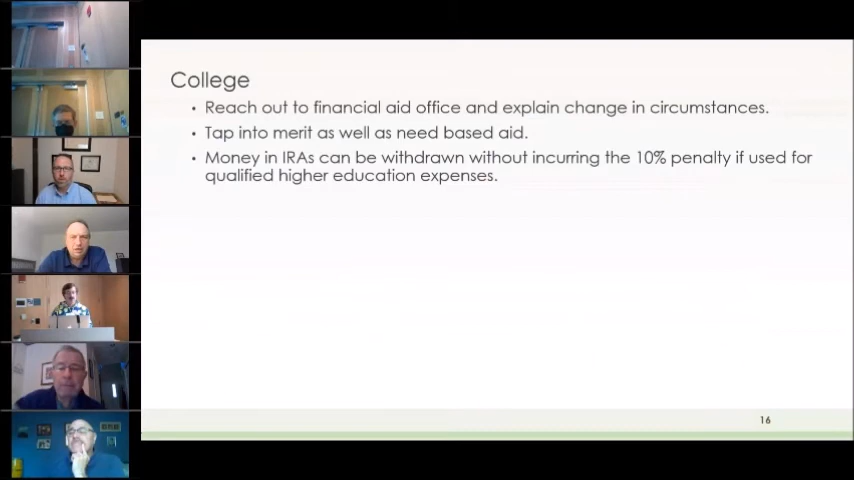 College
• Reach out to financial aid office and explain change in circumstances.
• Tap into merit as well as need based aid.
• Money in IRAs can be withdrawn without incurring the 10% penalty if used for
qualified higher education expenses.
16